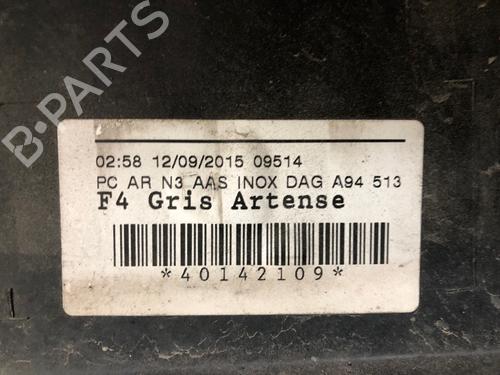 B-PARTS
02:58 12/09/2015 09514
PC AR N3 AAS INOX DAG A94 513
F4 Gris Artense
*40142109*